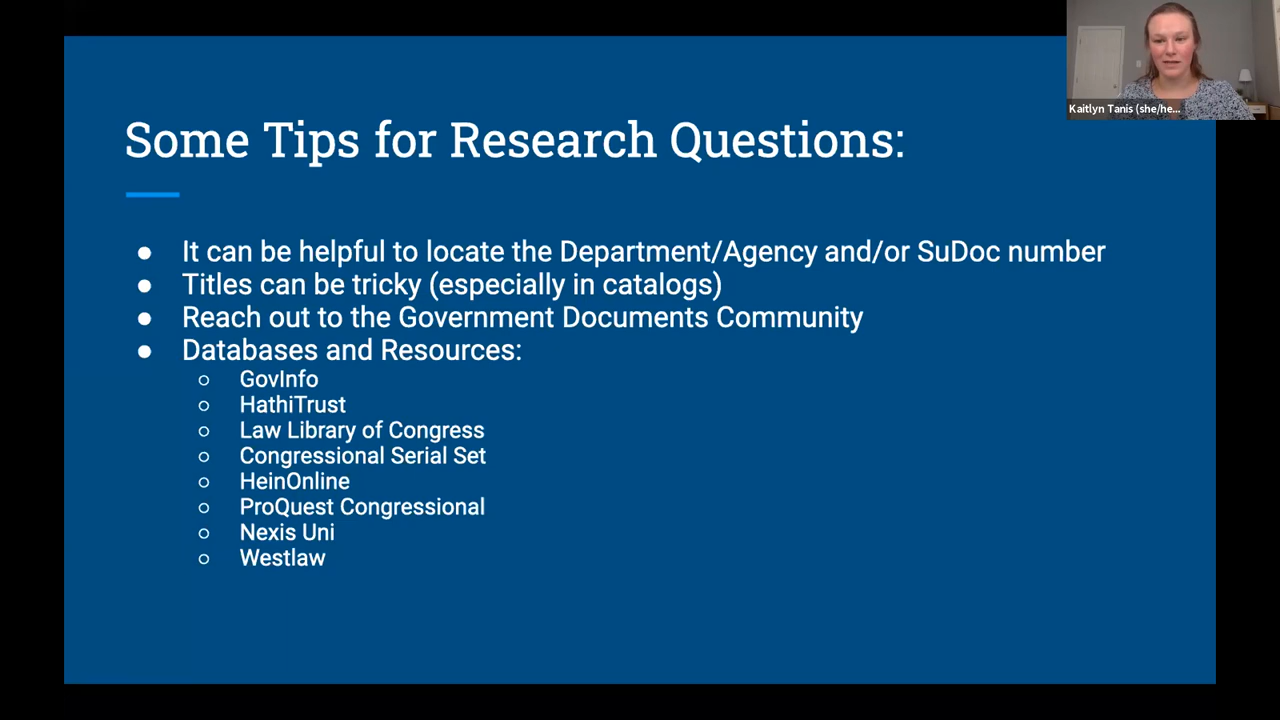 Kaitlyn Tanis (she/he...
Some Tips for Research Questions:
● It can be helpful to locate the Department/Agency and/or SuDoc number
● Titles can be tricky (especially in catalogs)
● Reach out to the Government Documents Community
● Databases and Resources:
○ GovInfo
○ HathiTrust
○ Law Library of Congress
○ Congressional Serial Set
○ HeinOnline
○ ProQuest Congressional
○ Nexis Uni
○ Westlaw